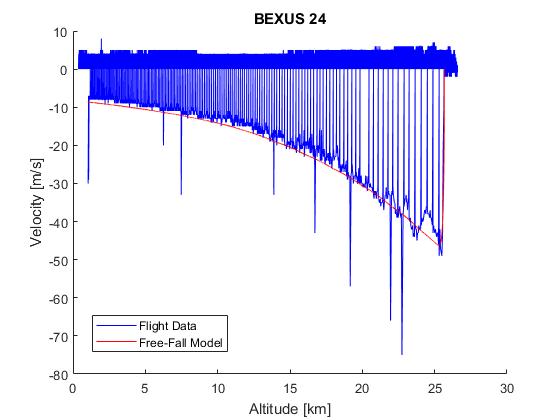 BEXUS 24
10
0
-10
-20
-30
-40
-50
-60
-70
-80
Velocity [m/s]
Flight Data
Free-Fall Model
0 5 10 15 20 25 30
Altitude [km]